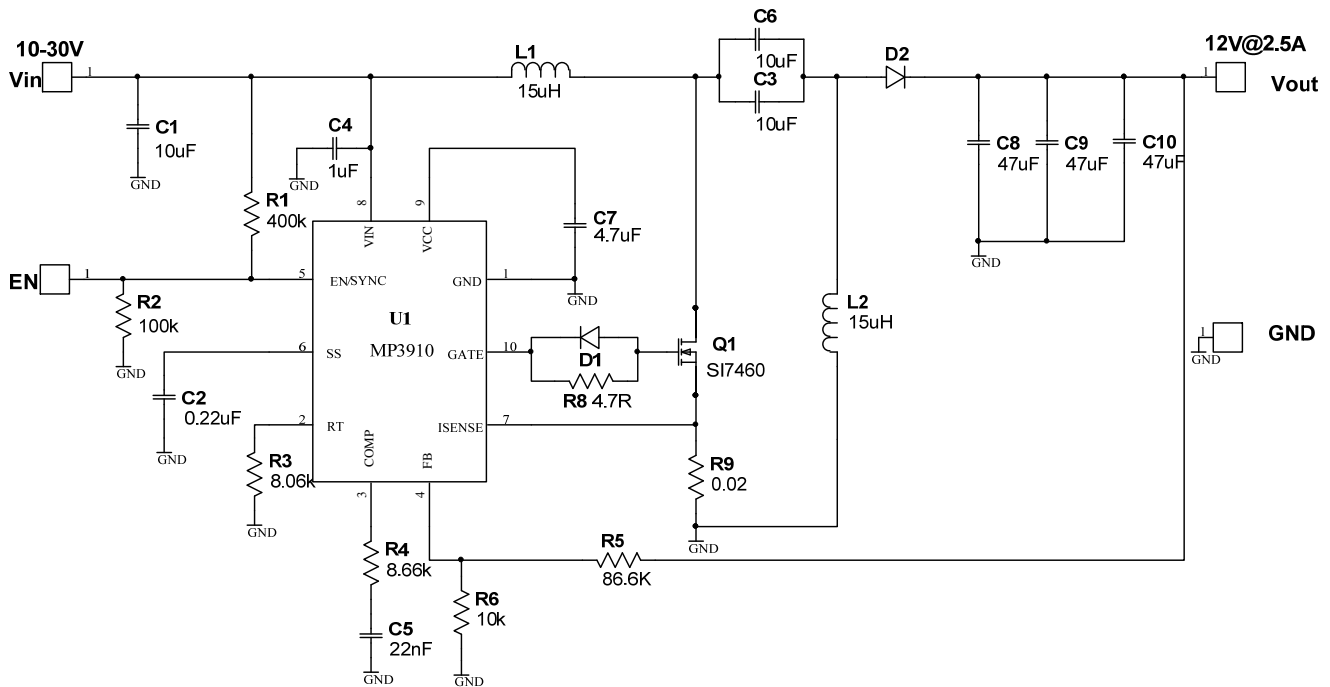 10-30V
Vin
1
L1
15uH
C6
10uF
C3
10uF
D2
12V@2.5A
1
Vout
C1
10uF
GND
C4
1uF
GND
R1
400k
8
VIN
9
VCC
C7
4.7uF
GND
C8
47uF
C9
47uF
C10
47uF
GND
EN
1
5
EN/SYNC
GND
1
R2
100k
GND
U1
MP3910
L2
15uH
1
GND
GND
6
SS
GATE
10
D1
R8 4.7R
Q1
SI7460
C2
0.22uF
GND
2
RT
ISENSE
7
R3
8.06k
GND
COMP
3
FB
4
R9
0.02
GND
R4
8.66k
R5
86.6K
R6
10k
GND
C5
22nF
GND